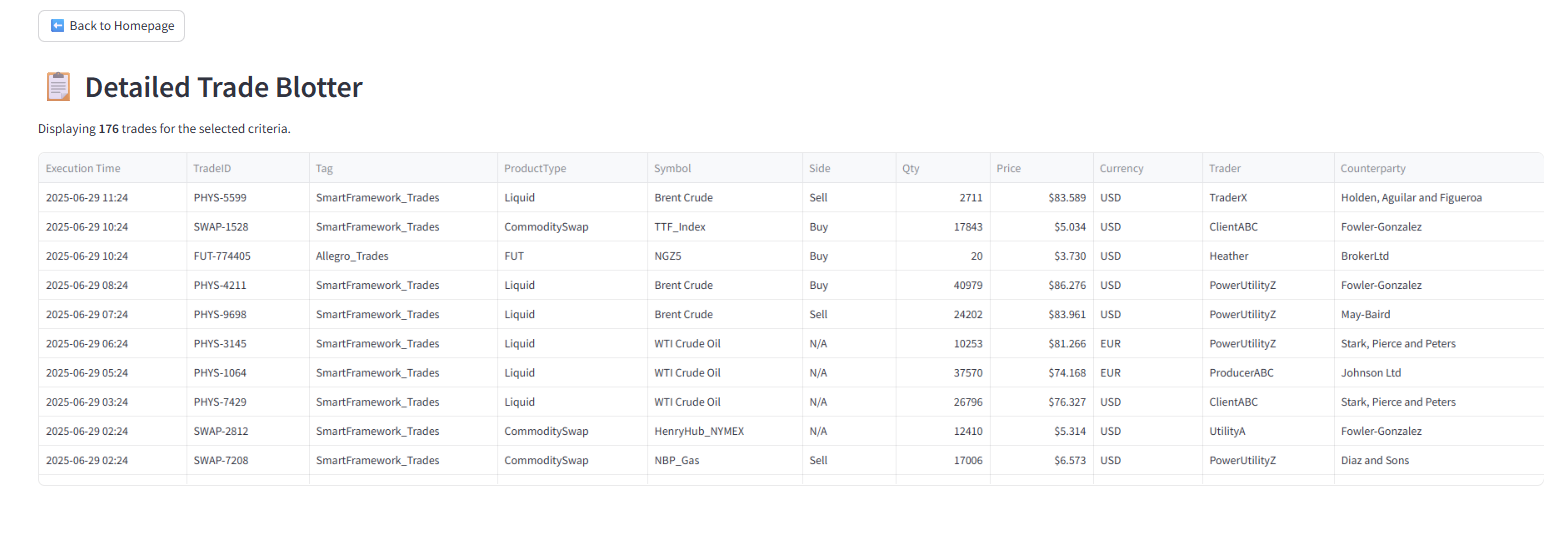 Back to Homepage
Detailed Trade Blotter
Displaying 176 trades for the selected criteria.
Execution Time TradeID Tag ProductType Symbol Side Qty Price Currency Trader Counterparty
2025-06-29 11:24 PHYS-5599 SmartFramework_Trades Liquid Brent Crude Sell 2711 $83.589 USD TraderX Holden, Aguilar and Figueroa
2025-06-29 10:24 SWAP-1528 SmartFramework_Trades CommoditySwap TTF_Index Buy 17843 $5.034 USD ClientABC Fowler-Gonzalez
2025-06-29 10:24 FUT-774405 Allegro_Trades FUT NGZ5 Buy 20 $3.730 USD Heather BrokerLtd
2025-06-29 08:24 PHYS-4211 SmartFramework_Trades Liquid Brent Crude Buy 40979 $86.276 USD PowerUtilityZ Fowler-Gonzalez
2025-06-29 07:24 PHYS-9698 SmartFramework_Trades Liquid Brent Crude Sell 24202 $83.961 USD PowerUtilityZ May-Baird
2025-06-29 06:24 PHYS-3145 SmartFramework_Trades Liquid WTI Crude Oil N/A 10253 $81.266 EUR PowerUtilityZ Stark, Pierce and Peters
2025-06-29 05:24 PHYS-1064 SmartFramework_Trades Liquid WTI Crude Oil N/A 37570 $74.168 EUR ProducerABC Johnson Ltd
2025-06-29 03:24 PHYS-7429 SmartFramework_Trades Liquid WTI Crude Oil N/A 26796 $76.327 USD ClientABC Stark, Pierce and Peters
2025-06-29 02:24 SWAP-2812 SmartFramework_Trades CommoditySwap HenryHub_NYMEX N/A 12410 $5.314 USD UtilityA Fowler-Gonzalez
2025-06-29 02:24 SWAP-7208 SmartFramework_Trades CommoditySwap NBP_Gas Sell 17006 $6.573 USD PowerUtilityZ Diaz and Sons